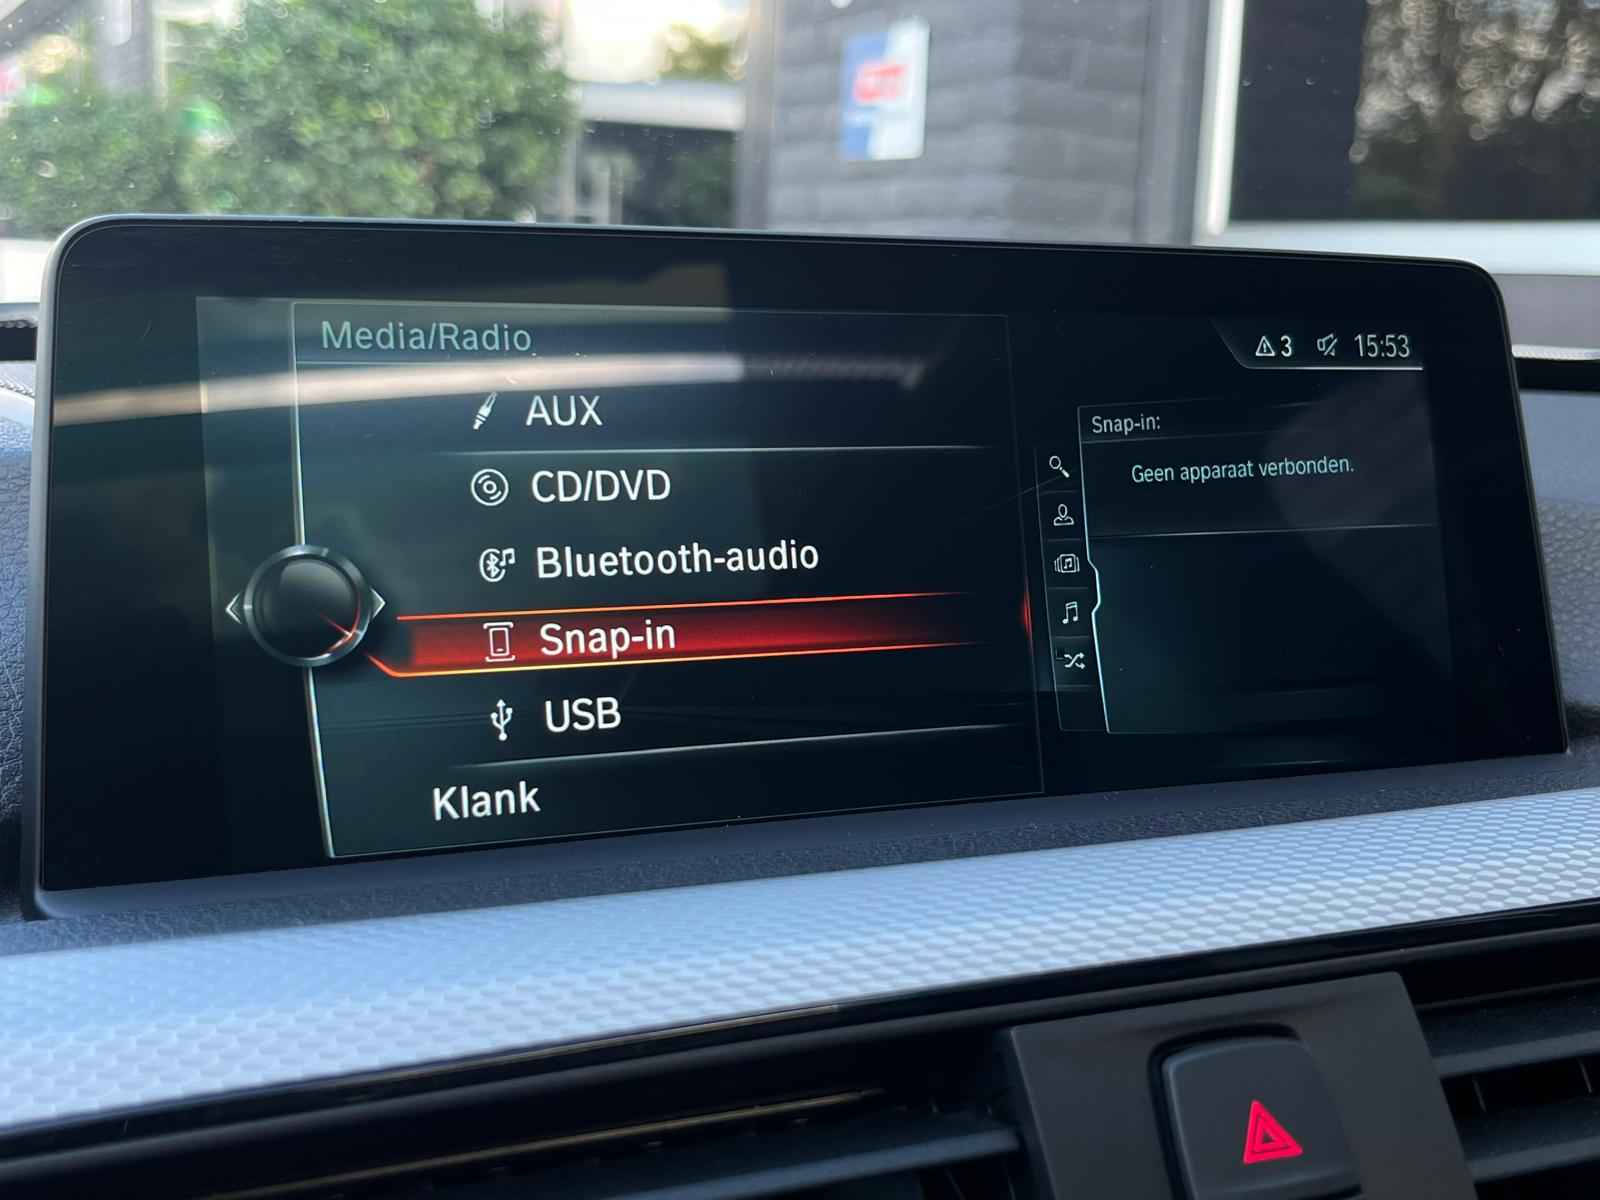 Media/Radio
3 15:53
AUX
CD/DVD
Bluetooth-audio
Snap-in
USB
Klank
Snap-in:
Geen apparaat verbonden.